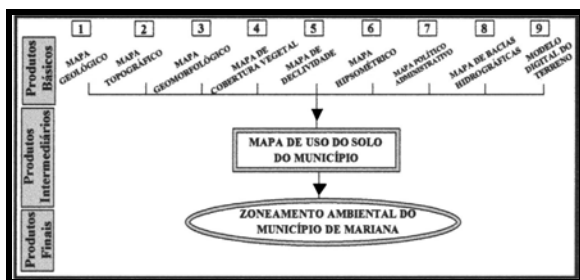 1 2 3 4 5 6 7 8 9
MAPA
GEOLÓGICO
MAPA
TOPOGRÁFICO
MAPA
GEOMORFOLÓGICO
MAPA DE
COBERTURA VEGETAL
MAPA DE
DECLIVIDADE
MAPA
HIPSOMÉTRICO
MAPA POLÍTICO
ADMINISTRATIVO
MAPA DE BACIAS
HIDROGRÁFICAS
MODELO
DIGITAL DO
TERRENO
Produtos
Básicos
Produtos
Intermediários
MAPA DE USO DO SOLO
DO MUNICÍPIO
Produtos
Finais
ZONEAMENTO AMBIENTAL DO
MUNICÍPIO DE MARIANA